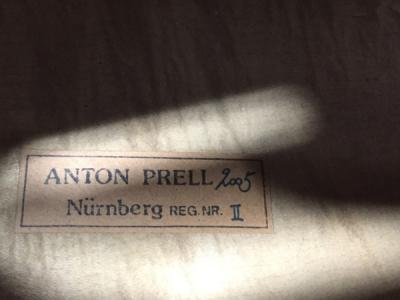 ANTON PRELL 2005
Nürnberg REG. NR. II